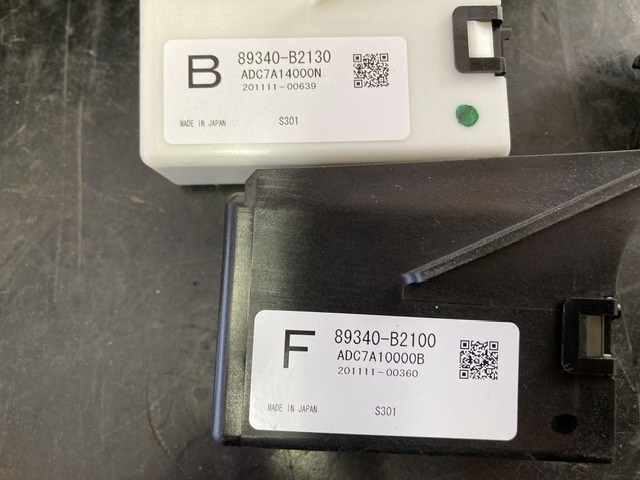 B
89340-B2130
ADC7A14000N
201111-00639
MADE IN JAPAN
S301
F
89340-B2100
ADC7A10000B
201111-00360
MADE IN JAPAN
S301